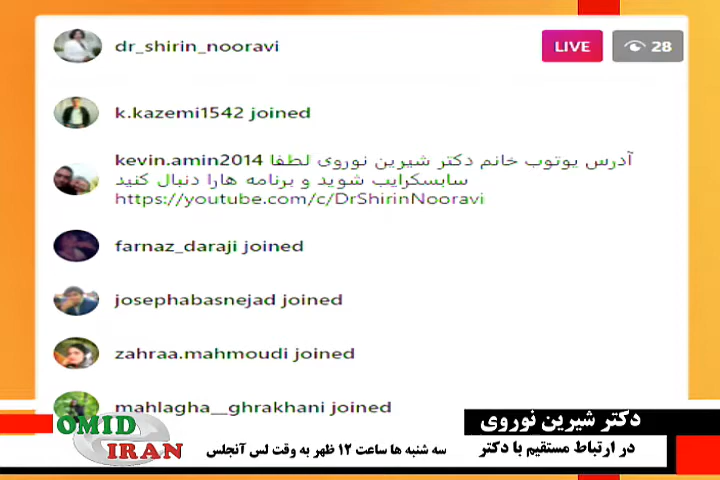 dr_shirin_nooravi
LIVE
28
k.kazemi1542 joined
kevin.amin2014 آدرس یوتوب خانم دکتر شیرین نوروی لطفا
سابسکرایب شوید و برنامه هارا دنبال کنید
https://youtube.com/c/DrShirinNooravi
farnaz_daraji joined
josephabasnejad joined
zahraa.mahmoudi joined
mahlagha__ghrakhani joined
OMID
IRAN
دکتر شیرین نوروی
در ارتباط مستقیم با دکتر
سه شنبه ها ساعت ۱۲ ظهر به وقت لس آنجلس